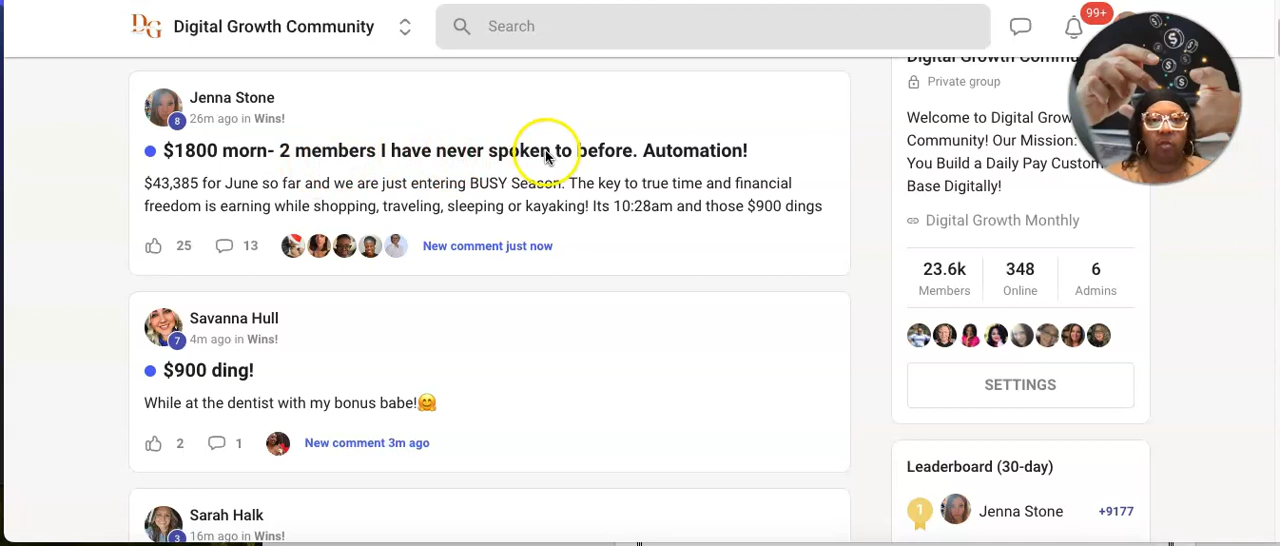 DG Digital Growth Community
Search
99+
Jenna Stone
8
26m ago in Wins!
$1800 morn- 2 members I have never spoken to before. Automation!
$43,385 for June so far and we are just entering BUSY Season. The key to true time and financial
freedom is earning while shopping, traveling, sleeping or kayaking! Its 10:28am and those $900 dings
25 13 New comment just now
Savanna Hull
7
4m ago in Wins!
$900 ding!
While at the dentist with my bonus babe!🤗
2 1 New comment 3m ago
Sarah Halk
3
16m ago in Wins!
Digital Growth
Private group
Welcome to Digital
Community! Our Mission:
You Build a Daily Pay
Base Digitally!
Digital Growth Monthly
23.6k 348 6
Members Online Admins
SETTINGS
Leaderboard (30-day)
1 Jenna Stone +9177